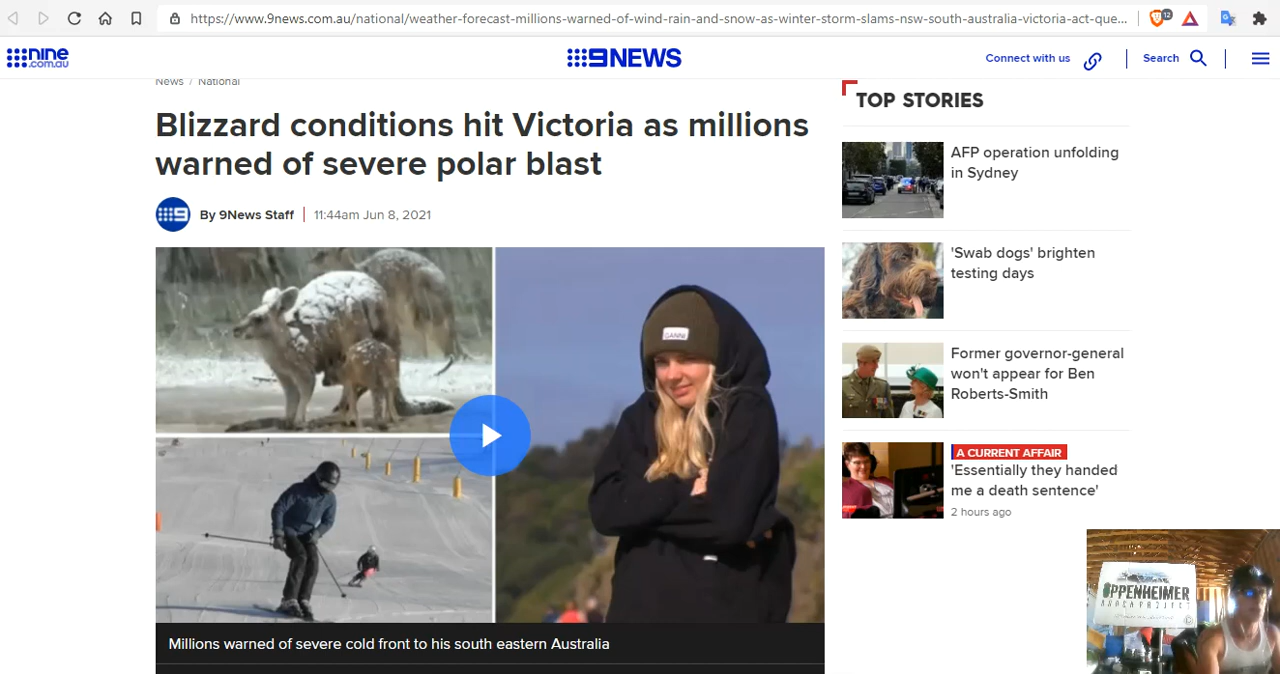 https://www.9news.com.au/national/weather-forecast-millions-warned-of-wind-rain-and-snow-as-winter-storm-slams-nsw-south-australia-victoria-act-que...
12
nine
.com.au
9NEWS
Connect with us
Search
News / National
Blizzard conditions hit Victoria as millions
warned of severe polar blast
9
By 9News Staff
11:44am Jun 8, 2021
GANNI
Millions warned of severe cold front to his south eastern Australia
TOP STORIES
AFP operation unfolding
in Sydney
'Swab dogs' brighten
testing days
Former governor-general
won't appear for Ben
Roberts-Smith
A CURRENT AFFAIR
'Essentially they handed
me a death sentence'
2 hours ago
OPPENHEIMER
RANCH PROJECT